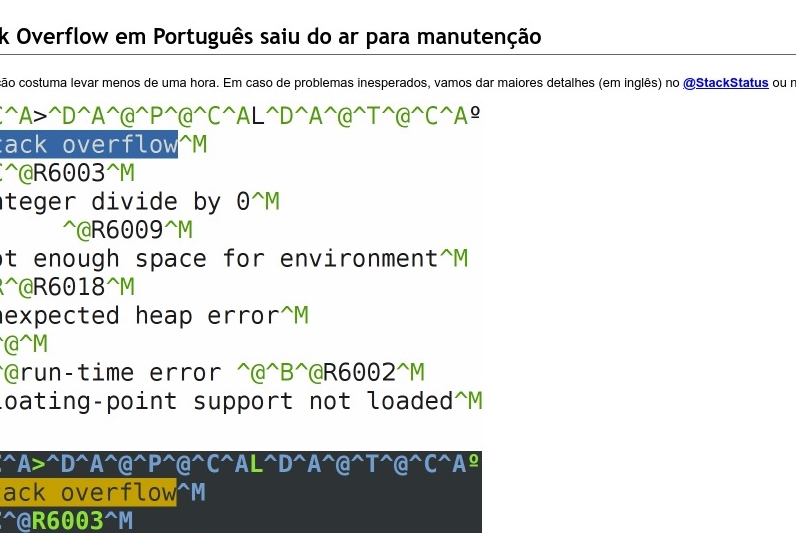 k Overflow em Português saiu do ar para manutenção
ção costuma levar menos de uma hora. Em caso de problemas inesperados, vamos dar maiores detalhes (em inglês) no @StackStatus ou n
^A>^D^A^@^P^@^C^AL^D^A^@^T^@^C^Aº
tack overflow^M
^@R6003^M
nteger divide by 0^M
^@R6009^M
ot enough space for environment^M
R^@R6018^M
nexpected heap error^M
^@^M
^@run-time error ^@^B^@R6002^M
loating-point support not loaded^M
^A>^D^A^@^P^@^C^AL^D^A^@^T^@^C^Aº
tack overflow^M
^@R6003^M